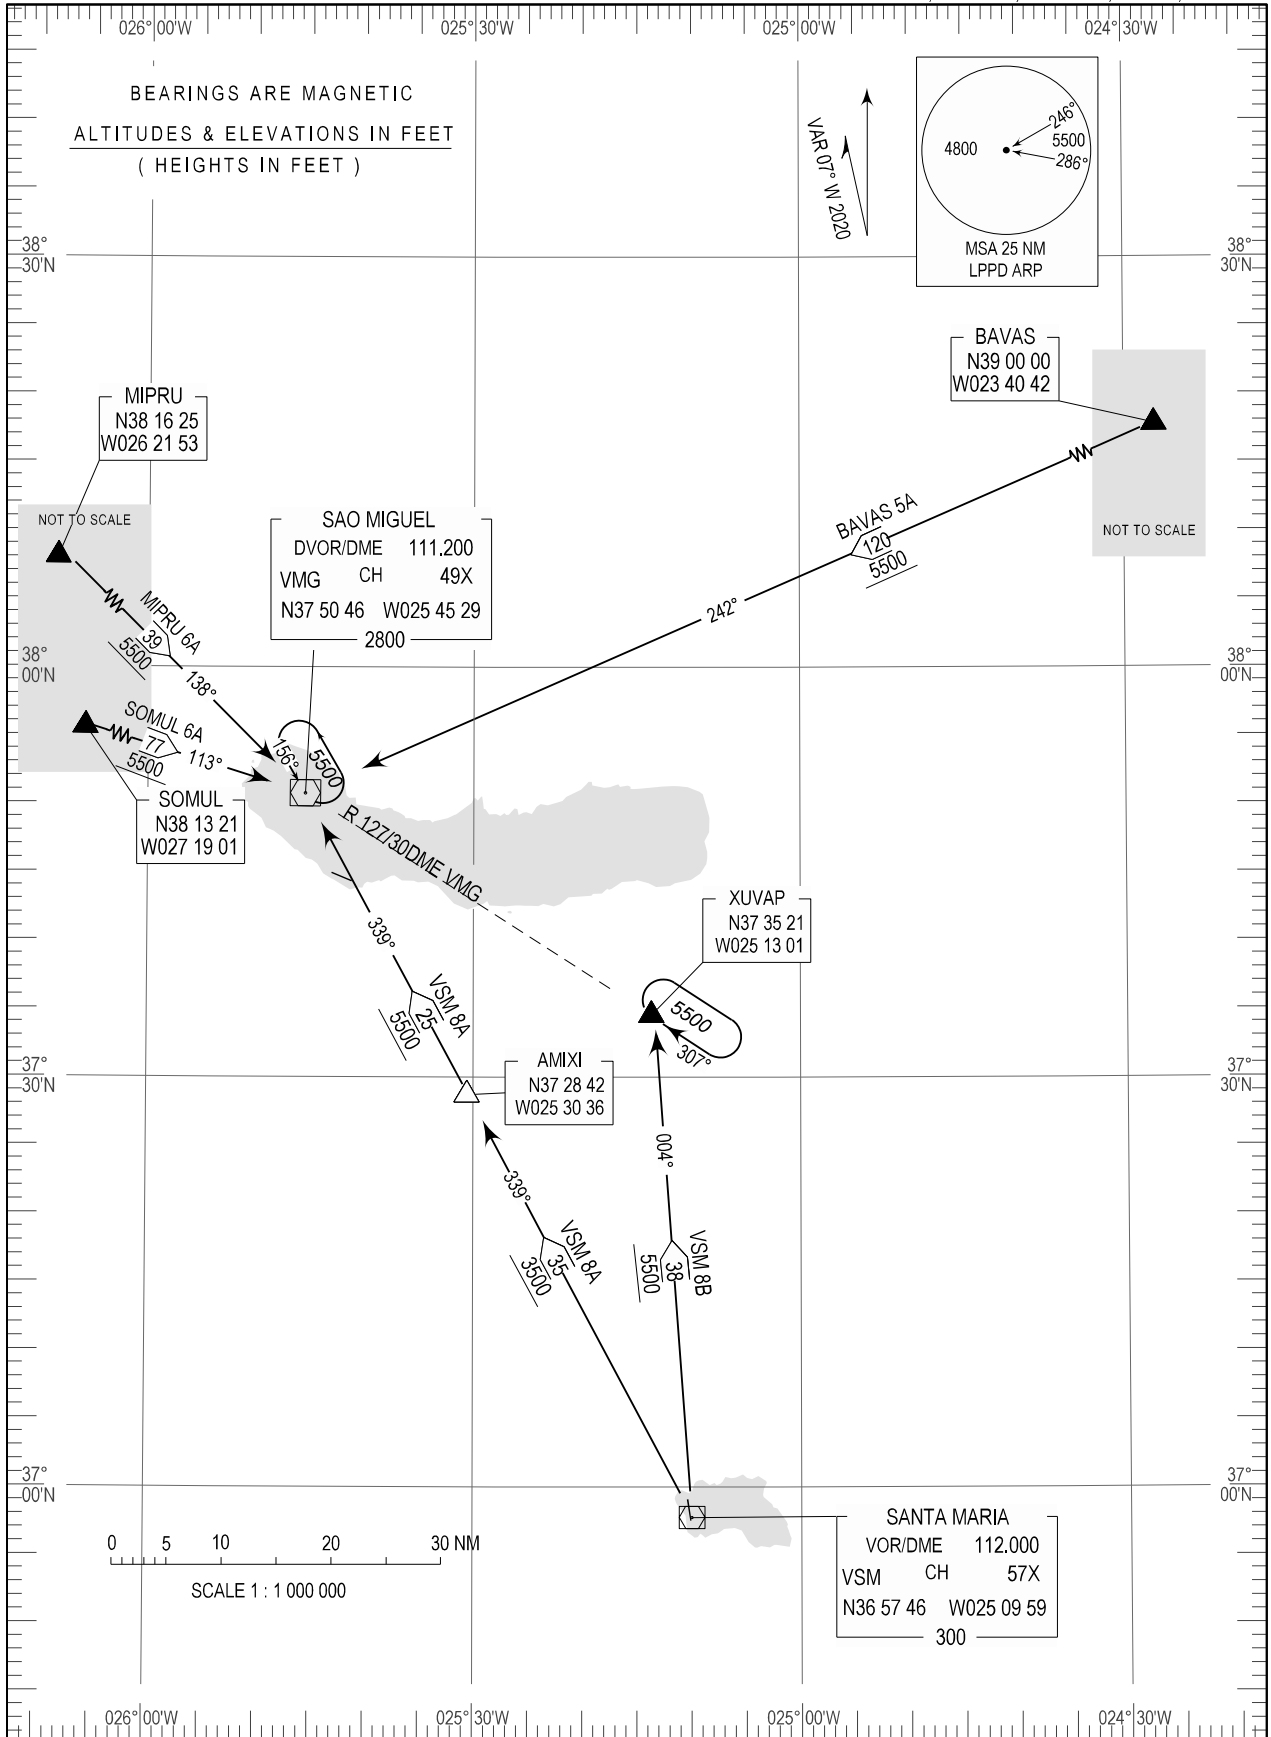 026°00'W 025°30'W 025°00'W 024°30'W
BEARINGS ARE MAGNETIC
ALTITUDES & ELEVATIONS IN FEET
( HEIGHTS IN FEET )
VAR 07° W 2020
246°
4800 5500
286°
MSA 25 NM
LPPD ARP
38°
30'N
38°
30'N
BAVAS
N39 00 00
W023 40 42
MIPRU
N38 16 25
W026 21 53
NOT TO SCALE
NOT TO SCALE
SAO MIGUEL
DVOR/DME 111.200
VMG CH 49X
N37 50 46 W025 45 29
2800
BAVAS 5A
120
5500
242°
MIPRU 6A
39
5500
138°
38°
00'N
38°
00'N
SOMUL 6A
77
5500
113°
156°
5500
SOMUL
N38 13 21
W027 19 01
R 127/30DME VMG
XUVAP
N37 35 21
W025 13 01
339°
VSM 8A
25
5500
5500
307°
AMIXI
N37 28 42
W025 30 36
37°
30'N
37°
30'N
004°
339°
VSM 8A
35
3500
VSM 8B
38
5500
37°
00'N
37°
00'N
SANTA MARIA
VOR/DME 112.000
VSM CH 57X
N36 57 46 W025 09 59
300
0 5 10 20 30 NM
SCALE 1 : 1 000 000
026°00'W 025°30'W 025°00'W 024°30'W